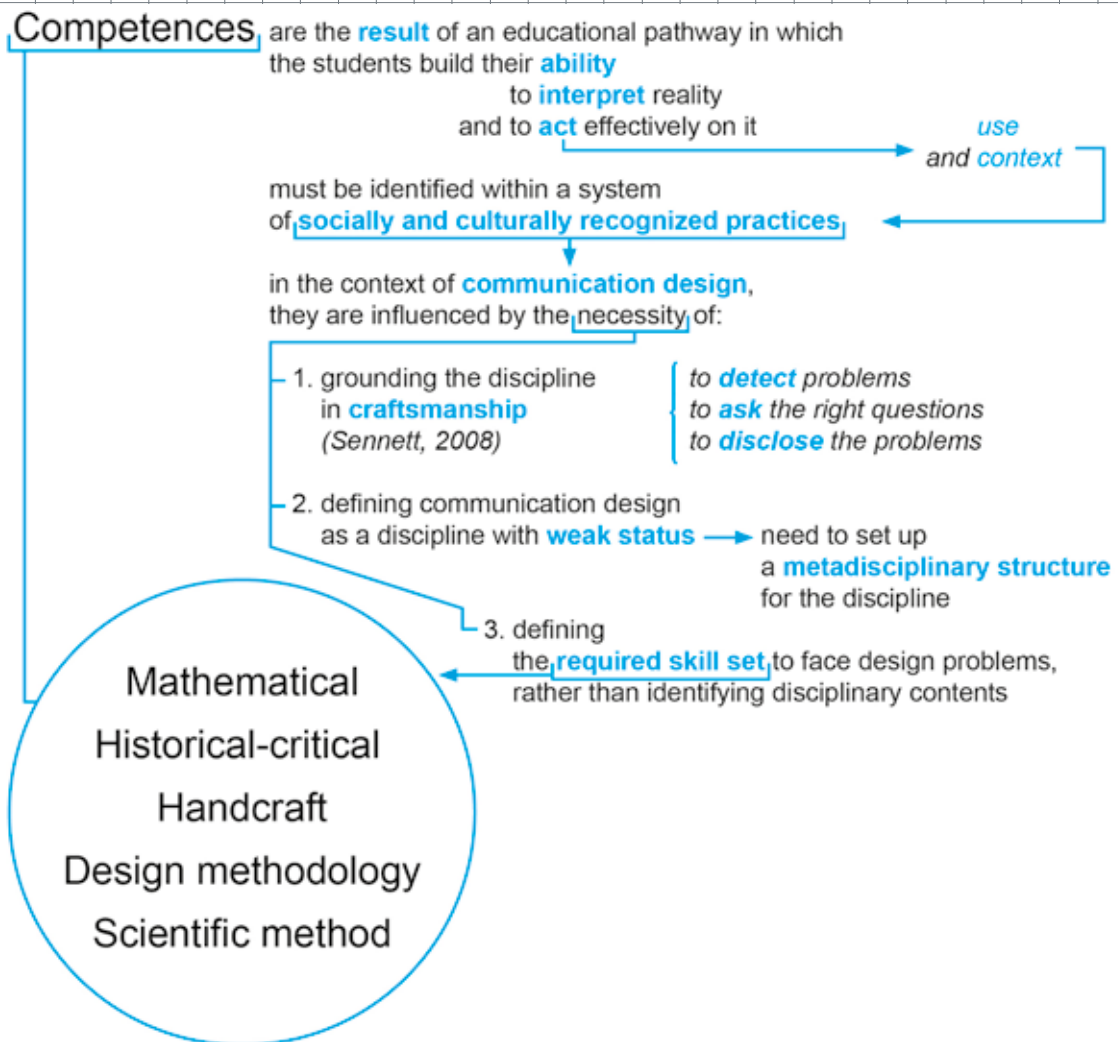 Competences are the result of an educational pathway in which
the students build their ability
to interpret reality
and to act effectively on it
use
and context
must be identified within a system
of socially and culturally recognized practices
in the context of communication design,
they are influenced by the necessity of:
1. grounding the discipline
in craftsmanship
(Sennett, 2008)
to detect problems
to ask the right questions
to disclose the problems
2. defining communication design
as a discipline with weak status
need to set up
a metadisciplinary structure
for the discipline
3. defining
the required skill set to face design problems,
rather than identifying disciplinary contents
Mathematical
Historical-critical
Handcraft
Design methodology
Scientific method